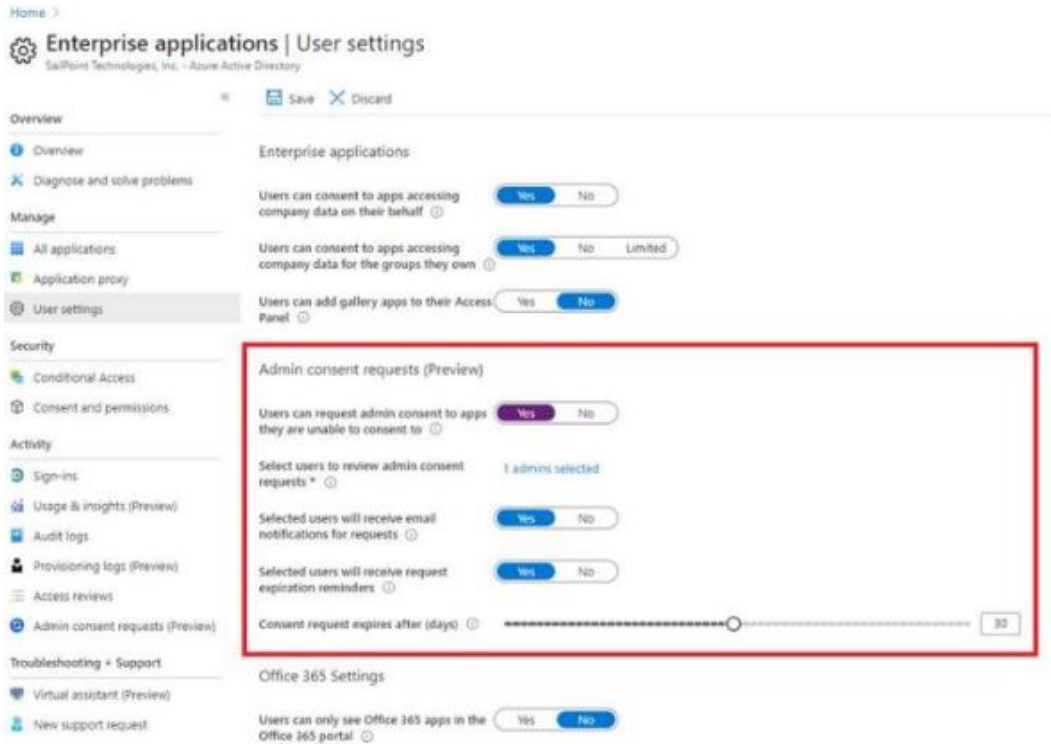 Home >
Enterprise applications | User settings
SailPoint Technologies, Inc. - Azure Active Directory
«
Save
Discard
Overview
Overview
Diagnose and solve problems
Manage
All applications
Application proxy
User settings
Security
Conditional Access
Consent and permissions
Activity
Sign-ins
Usage & insights (Preview)
Audit logs
Provisioning logs (Preview)
Access reviews
Admin consent requests (Preview)
Troubleshooting + Support
Virtual assistant (Preview)
New support request
Enterprise applications
Users can consent to apps accessing
company data on their behalf
Yes No
Users can consent to apps accessing
company data for the groups they own
Yes No Limited
Users can add gallery apps to their Access
Panel
Yes No
Admin consent requests (Preview)
Users can request admin consent to apps
they are unable to consent to
Yes No
Select users to review admin consent
requests *
1 admins selected
Selected users will receive email
notifications for requests
Yes No
Selected users will receive request
expiration reminders
Yes No
Consent request expires after (days)
30
Office 365 Settings
Users can only see Office 365 apps in the
Office 365 portal
Yes No